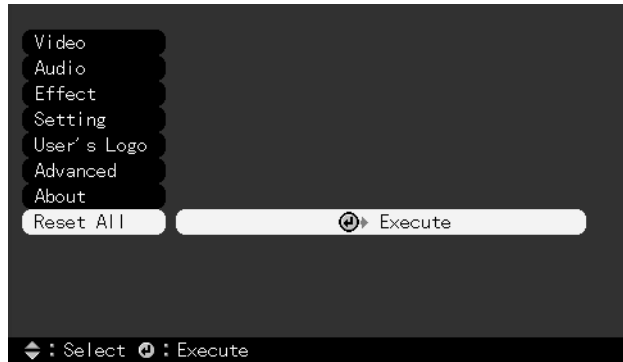 Video
Audio
Effect
Setting
User's Logo
Advanced
About
Reset All Execute
: Select : Execute